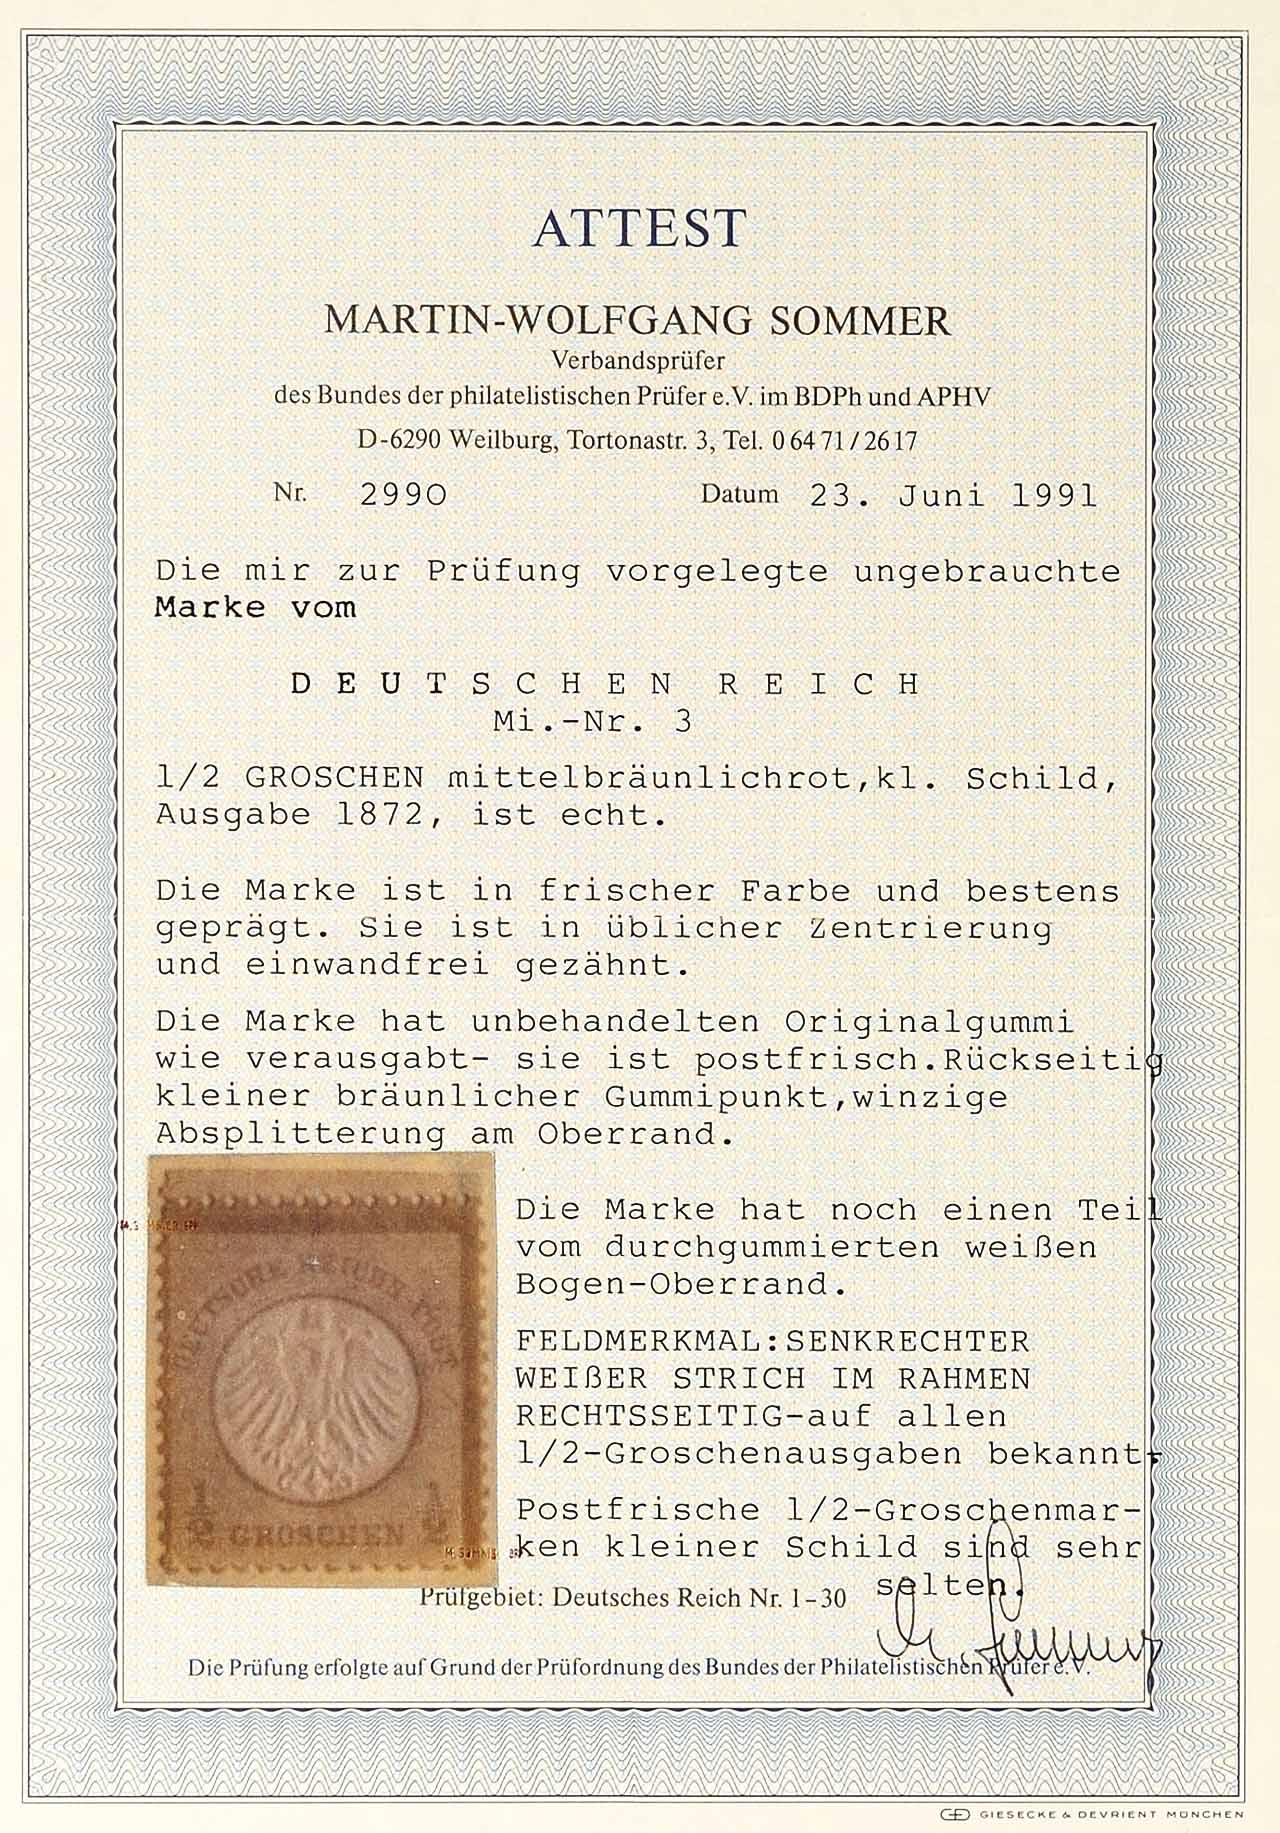 ATTEST
MARTIN-WOLFGANG SOMMER
Verbandsprüfer
des Bundes der philatelistischen Prüfer e.V. im BDPh und APHV
D-6290 Weilburg, Tortonastr. 3, Tel. 0 64 71 / 26 17
Nr. 2990 Datum 23. Juni 1991
Die mir zur Prüfung vorgelegte ungebrauchte
Marke vom
D E U T S C H E N R E I C H
Mi.-Nr. 3
1/2 GROSCHEN mittelbräunlichrot,kl. Schild,
Ausgabe 1872, ist echt.
Die Marke ist in frischer Farbe und bestens
geprägt. Sie ist in üblicher Zentrierung
und einwandfrei gezähnt.
Die Marke hat unbehandelten Originalgummi
wie verausgabt- sie ist postfrisch.Rückseitig
kleiner bräunlicher Gummipunkt,winzige
Absplitterung am Oberrand.
Die Marke hat noch einen Teil
vom durchgummierten weißen
Bogen-Oberrand.
FELDMERKMAL:SENKRECHTER
WEIßER STRICH IM RAHMEN
RECHTSSEITIG-auf allen
1/2-Groschenausgaben bekannt.
Postfrische 1/2-Groschenmar-
ken kleiner Schild sind sehr
selten.
DEUTSCHE REICHS POST
GROSCHEN
Prüfgebiet: Deutsches Reich Nr. 1-30
Die Prüfung erfolgte auf Grund der Prüfordnung des Bundes der Philatelistischen Prüfer e.V.
GIESECKE & DEVRIENT MÜNCHEN